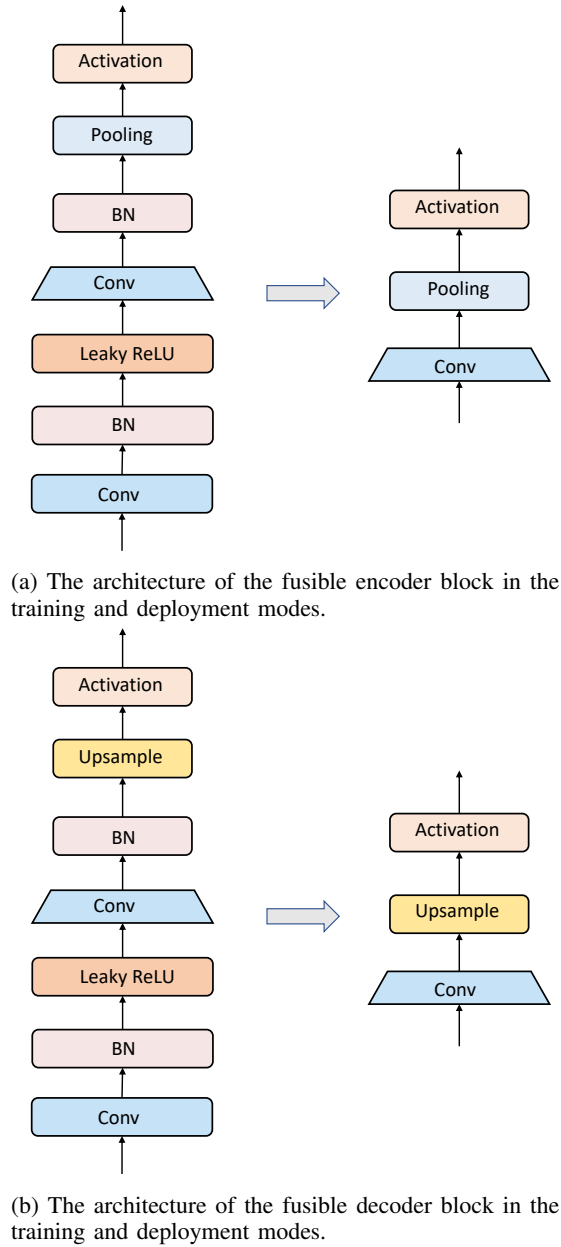 Activation
Pooling
BN
Conv
Leaky ReLU
BN
Conv
Activation
Pooling
Conv
(a) The architecture of the fusible encoder block in the
training and deployment modes.
Activation
Upsample
BN
Conv
Leaky ReLU
BN
Conv
Activation
Upsample
Conv
(b) The architecture of the fusible decoder block in the
training and deployment modes.